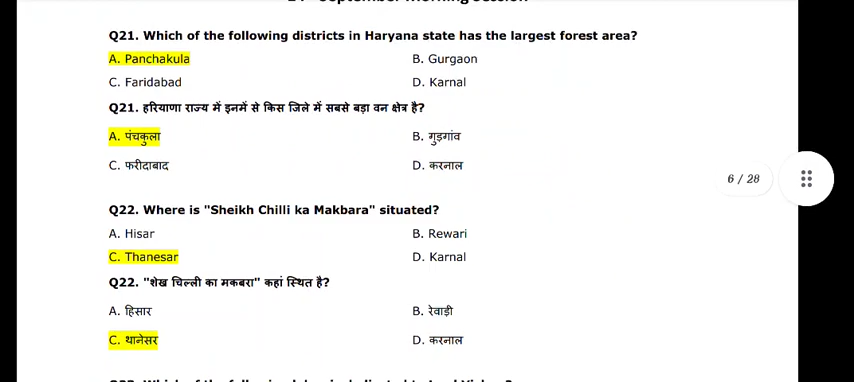 Q21. Which of the following districts in Haryana state has the largest forest area?
A. Panchakula B. Gurgaon
C. Faridabad D. Karnal
Q21. हरियाणा राज्य में इनमें से किस जिले में सबसे बड़ा वन क्षेत्र है?
A. पंचकुला B. गुड़गांव
C. फरीदाबाद D. करनाल
6 / 28
Q22. Where is "Sheikh Chilli ka Makbara" situated?
A. Hisar B. Rewari
C. Thanesar D. Karnal
Q22. "शेख चिल्ली का मकबरा" कहां स्थित है?
A. हिसार B. रेवाड़ी
C. थानेसर D. करनाल